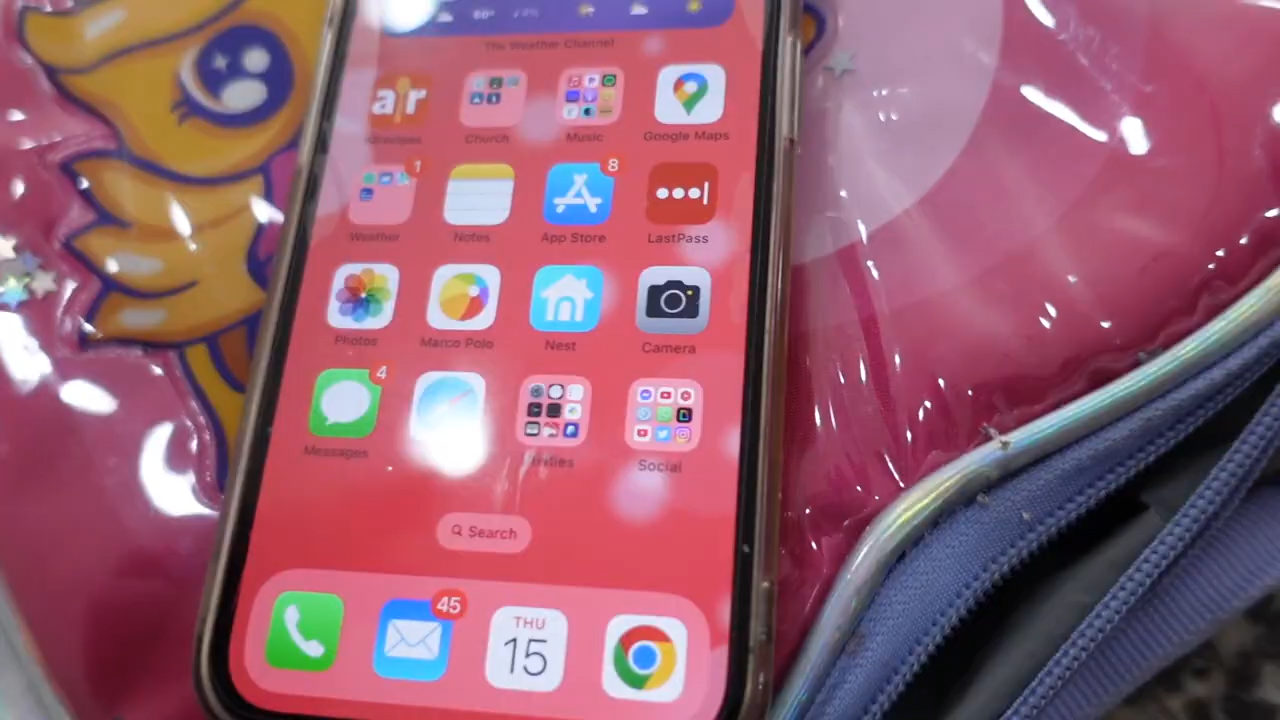 The Weather Channel
ar
Church
Music
Google Maps
1
8
Weather
Notes
App Store
LastPass
Photos
Marco Polo
Nest
Camera
4
Messages
Social
Search
45
THU
15